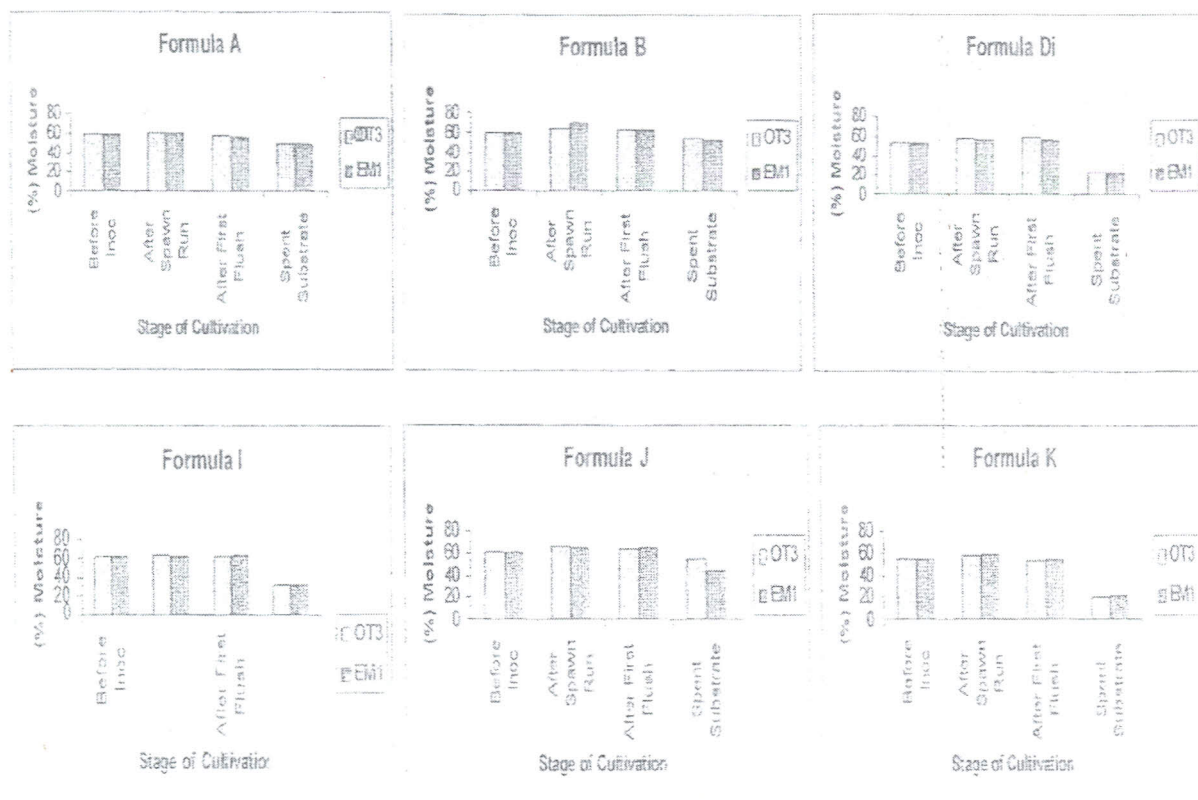 Formula A
(%) Moisture
80
60
40
20
0
Before
Inoc
After
Spawn
Run
After First
Flush
Spent
Substrate
Stage of Cultivation
OT3
EM1
Formula B
(%) Moisture
80
60
40
20
0
Before
Inoc
After
Spawn
Run
After First
Flush
Spent
Substrate
Stage of Cultivation
OT3
EM1
Formula Di
(%) Moisture
80
60
40
20
0
Before
Inoc
After
Spawn
Run
After First
Flush
Spent
Substrate
Stage of Cultivation
OT3
EM1
Formula I
(%) Moisture
80
60
40
20
0
Before
Inoc
After First
Flush
Stage of Cultivation
OT3
EM1
Formula J
(%) Moisture
80
60
40
20
0
Before
Inoc
After
Spawn
Run
After First
Flush
Spent
Substrate
Stage of Cultivation
OT3
EM1
Formula K
(%) Moisture
80
60
40
20
0
Before
Inoc
After
Spawn
Run
After First
Flush
Spent
Substrate
Stage of Cultivation
OT3
EM1